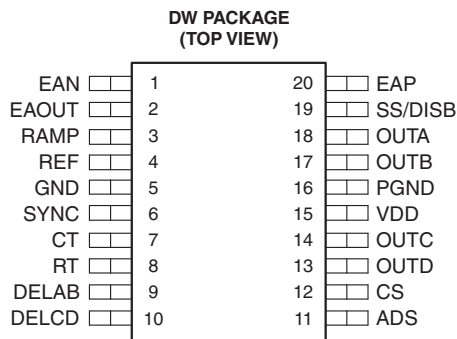 DW PACKAGE
(TOP VIEW)
EAN 1 20 EAP
EAOUT 2 19 SS/DISB
RAMP 3 18 OUTA
REF 4 17 OUTB
GND 5 16 PGND
SYNC 6 15 VDD
CT 7 14 OUTC
RT 8 13 OUTD
DELAB 9 12 CS
DELCD 10 11 ADS